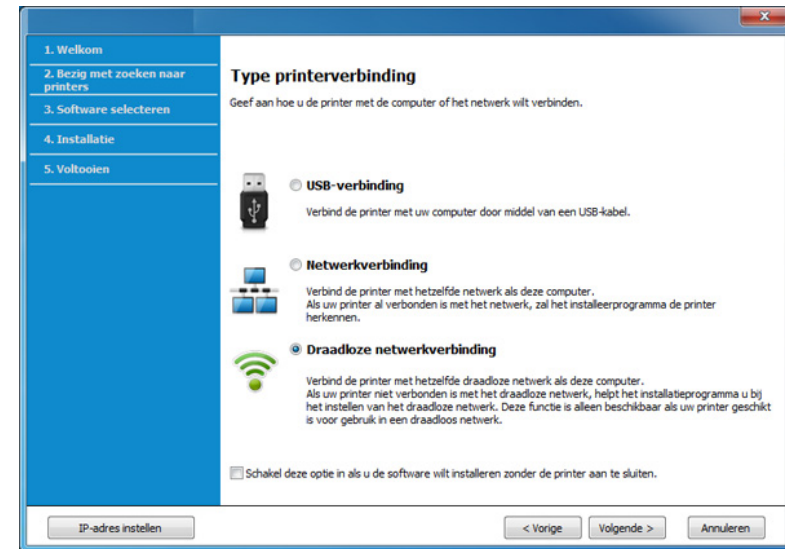 1. Welkom
2. Bezig met zoeken naar
printers
3. Software selecteren
4. Installatie
5. Voltooien
Type printerverbinding
Geef aan hoe u de printer met de computer of het netwerk wilt verbinden.
USB-verbinding
Verbind de printer met uw computer door middel van een USB-kabel.
Netwerkverbinding
Verbind de printer met hetzelfde netwerk als deze computer.
Als uw printer al verbonden is met het netwerk, zal het installeerprogramma de printer
herkennen.
Draadloze netwerkverbinding
Verbind de printer met hetzelfde draadloze netwerk als deze computer.
Als uw printer niet verbonden is met het draadloze netwerk, helpt het installatieprogramma u bij
het instellen van het draadloze netwerk. Deze functie is alleen beschikbaar als uw printer geschikt
is voor gebruik in een draadloos netwerk.
Schakel deze optie in als u de software wilt installeren zonder de printer aan te sluiten.
IP-adres instellen
< Vorige
Volgende >
Annuleren